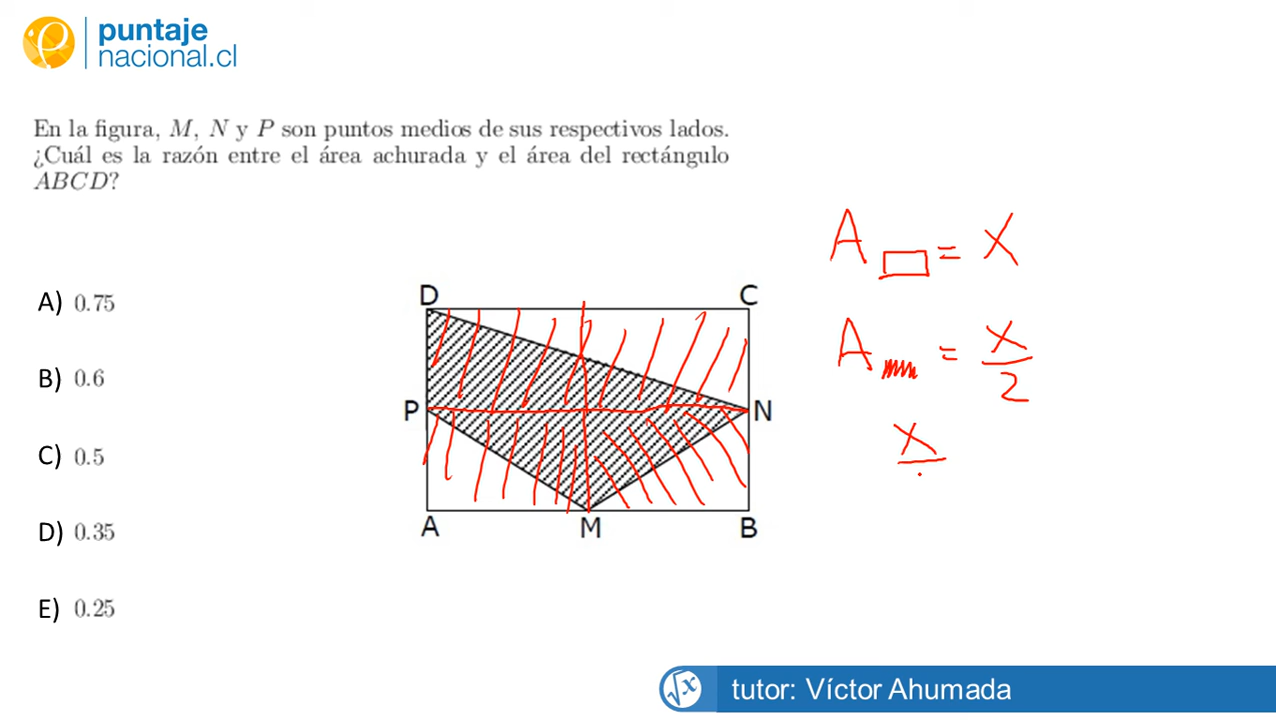 puntaje
nacional.cl
En la figura, M, N y P son puntos medios de sus respectivos lados.
¿Cuál es la razón entre el área achurada y el área del rectángulo
ABCD?
A) 0.75
B) 0.6
C) 0.5
D) 0.35
E) 0.25
D
C
P
N
A
M
B
A = x
A = x/2
x
√x
tutor: Víctor Ahumada